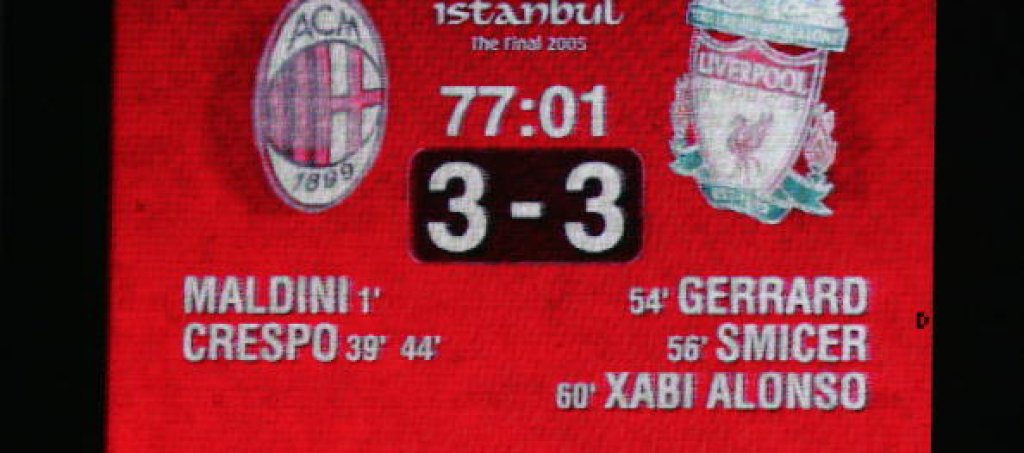 ACM
1899
istanbul
The Final 2005
LIVERPOOL
77:01
3 - 3
MALDINI 1'
CRESPO 39' 44'
54' GERRARD
56' SMICER
60' XABI ALONSO
D